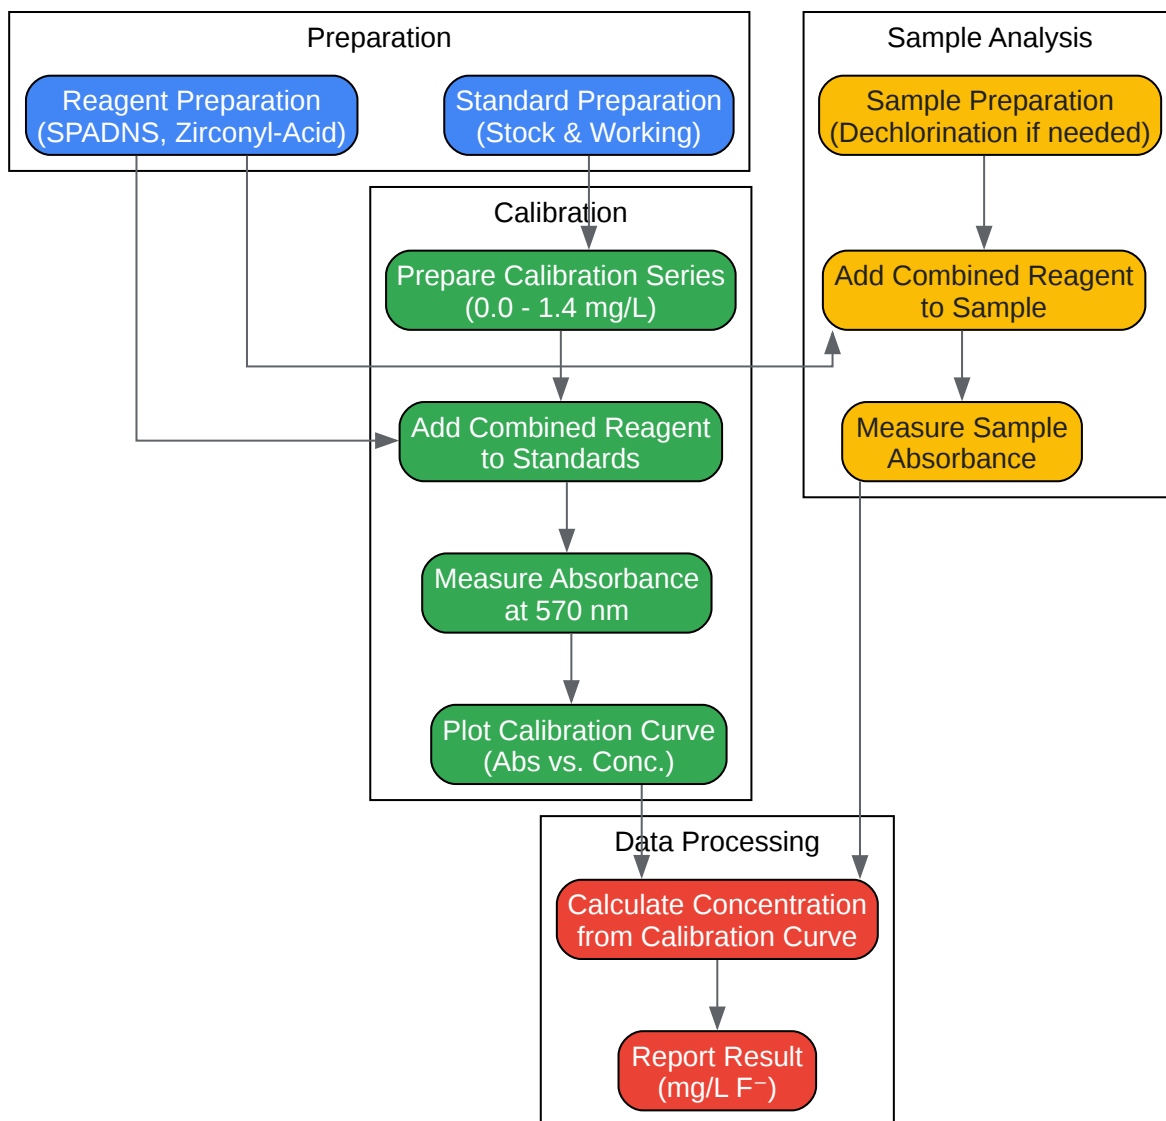 Preparation
Reagent Preparation
(SPADNS, Zirconyl-Acid)
Standard Preparation
(Stock & Working)
Calibration
Prepare Calibration Series
(0.0 - 1.4 mg/L)
Add Combined Reagent
to Standards
Measure Absorbance
at 570 nm
Plot Calibration Curve
(Abs vs. Conc.)
Sample Analysis
Sample Preparation
(Dechlorination if needed)
Add Combined Reagent
to Sample
Measure Sample
Absorbance
Data Processing
Calculate Concentration
from Calibration Curve
Report Result
(mg/L F⁻)